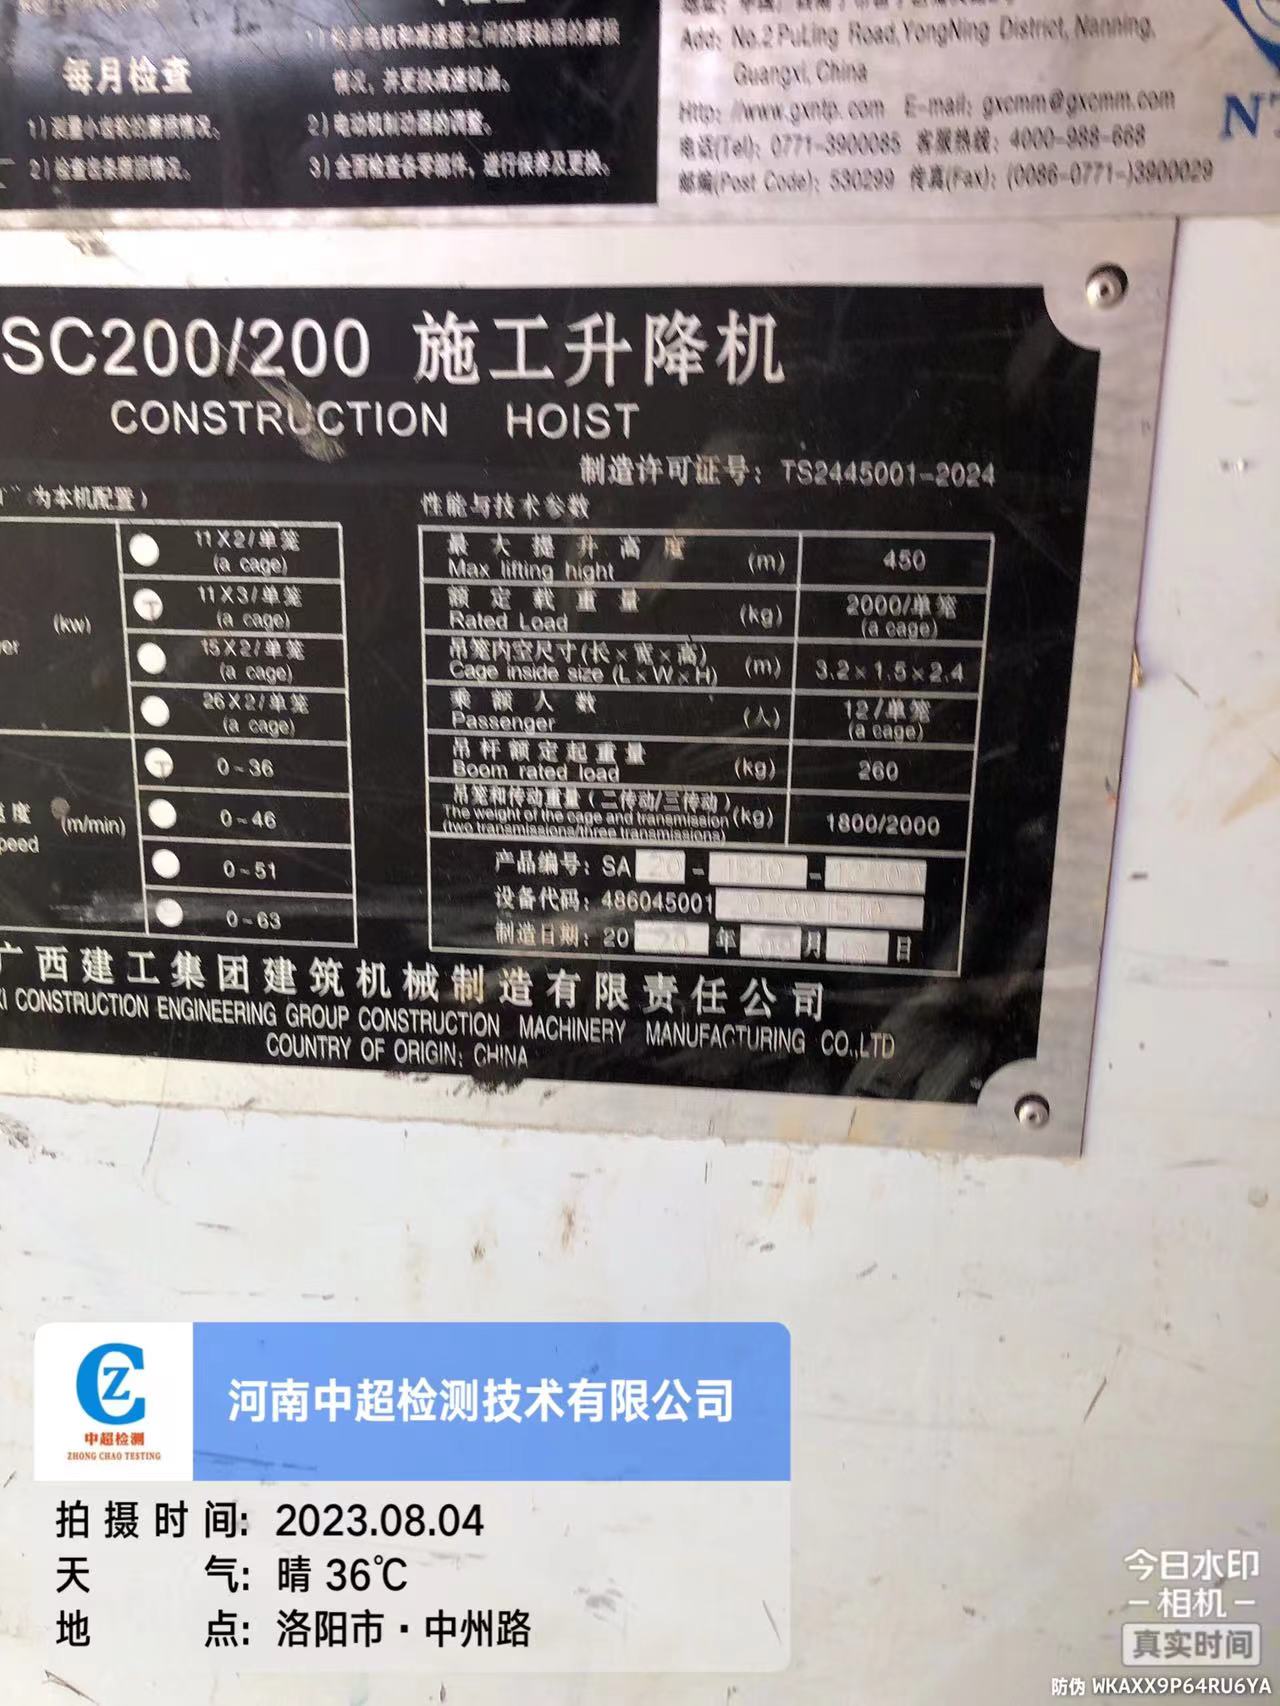 每月检查
1) 测量小齿轮的磨损情况。
2) 检查齿条磨损情况。
1) 检查电机和减速器之间的联轴器的磨损
情况，并更换减速机油。
2) 电动机制动器的调整。
3) 全面检查各零部件，进行保养及更换。
Add: No.2 PuLing Road, YongNing District, Nanning,
Guangxi, China
Http: //www.gxntp.com E-mail: gxcmm@gxcmm.com
电话(Tel): 0771-3900085 客服热线: 4000-988-668
邮编(Post Code): 530299 传真(Fax): (0086-0771-)3900029
SC200/200 施工升降机
CONSTRUCTION HOIST
制造许可证号: TS2445001-2024
为本机配置)
(kw)
11X2/单笼
(a cage)
11X3/单笼
(a cage)
15X2/单笼
(a cage)
26X2/单笼
(a cage)
速度 (m/min)
0~36
0~46
0~51
0~63
性能与技术参数
最大提升高度 (m) 450
Max lifting hight
额定载重量 (kg) 2000/单笼
Rated Load (a cage)
吊笼内空尺寸(长×宽×高) (m) 3.2×1.5×2.4
Cage inside size (L×W×H)
乘额人数 (人) 12/单笼
Passenger (a cage)
吊杆额定起重量 (kg) 260
Boom rated load
吊笼和传动重量(二传动/三传动) (kg) 1800/2000
The weight of the cage and transmission
(two transmissions/three transmissions)
产品编号: SA 20 - 1510 -
设备代码: 486045001
制造日期: 20 20 年 月 日
广西建工集团建筑机械制造有限责任公司
CONSTRUCTION ENGINEERING GROUP CONSTRUCTION MACHINERY MANUFACTURING CO.,LTD
COUNTRY OF ORIGIN: CHINA
中超检测
ZHONG CHAO TESTING
河南中超检测技术有限公司
拍摄时间: 2023.08.04
天气: 晴 36℃
地点: 洛阳市·中州路
今日水印
-相机-
真实时间
防伪 WKAXX9P64RU6YA